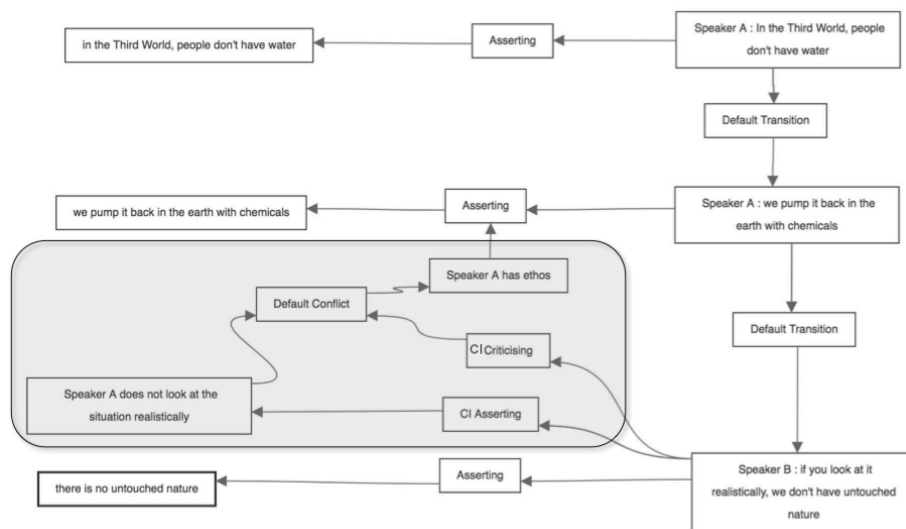 Speaker A : In the Third World, people
don't have water
Asserting
in the Third World, people don't have water
Default Transition
Speaker A : we pump it back in the
earth with chemicals
Asserting
we pump it back in the earth with chemicals
Speaker A has ethos
Default Conflict
Default Transition
CI Criticising
Speaker A does not look at the
situation realistically
CI Asserting
Speaker B : if you look at it
realistically, we don't have untouched
nature
Asserting
there is no untouched nature